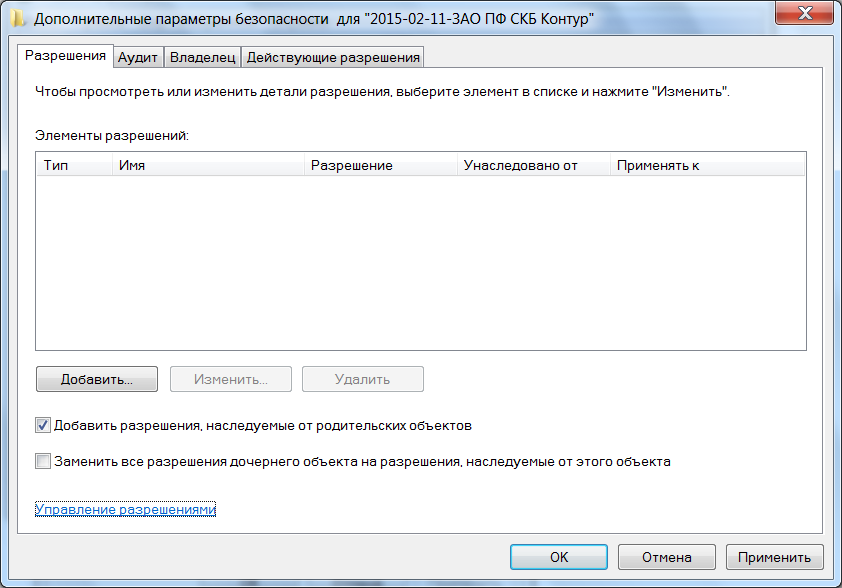 Дополнительные параметры безопасности для "2015-02-11-ЗАО ПФ СКБ Контур"
Разрешения Аудит Владелец Действующие разрешения
Чтобы просмотреть или изменить детали разрешения, выберите элемент в списке и нажмите "Изменить".
Элементы разрешений:
Тип Имя Разрешение Унаследовано от Применять к
Добавить... Изменить... Удалить
Добавить разрешения, наследуемые от родительских объектов
Заменить все разрешения дочернего объекта на разрешения, наследуемые от этого объекта
Управление разрешениями
ОК Отмена Применить